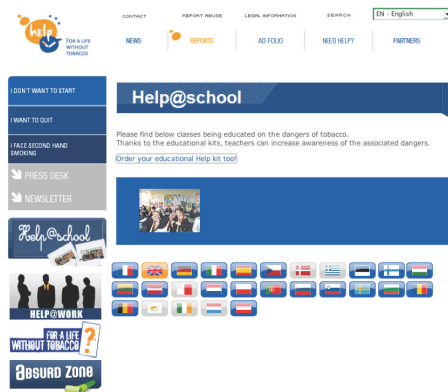 CONTACT
REPORT ABUSE
LEGAL INFORMATION
SEARCH
EN - English
help
FOR A LIFE
WITHOUT
TOBACCO
NEWS
REPORTS
AD-FOLIO
NEED HELP?
PARTNERS
I DON'T WANT TO START
I WANT TO QUIT
I FACE SECOND HAND
SMOKING
PRESS DESK
NEWSLETTER
Help@school
Please find below classes being educated on the dangers of tobacco.
Thanks to the educational kits, teachers can increase awareness of the associated dangers.
Order your educational Help kit too!
Help@school
HELP@WORK
FOR A LIFE
WITHOUT TOBACCO?
ABSURD ZONE